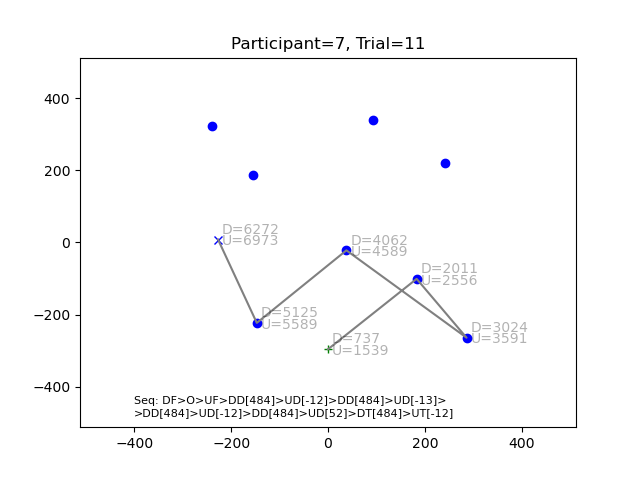 Participant=7, Trial=11
400
200
0
−200
−400
D=6272
U=6973
D=4062
U=4589
D=2011
U=2556
D=5125
U=5589
D=3024
U=3591
D=737
U=1539
Seq: DF>O>UF>DD[484]>UD[-12]>DD[484]>UD[-13]>
>DD[484]>UD[-12]>DD[484]>UD[52]>DT[484]>UT[-12]
−400 −200 0 200 400